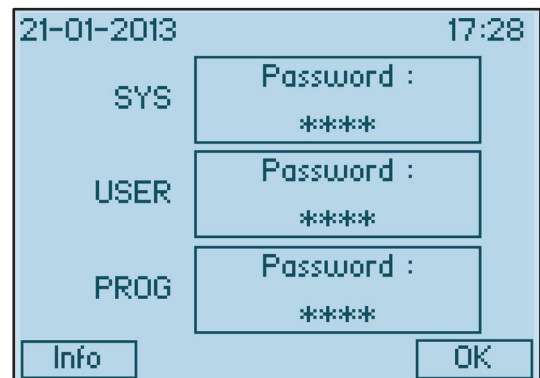 21-01-2013 17:28
Password :
SYS
****
Password :
USER
****
Password :
PROG
****
Info OK